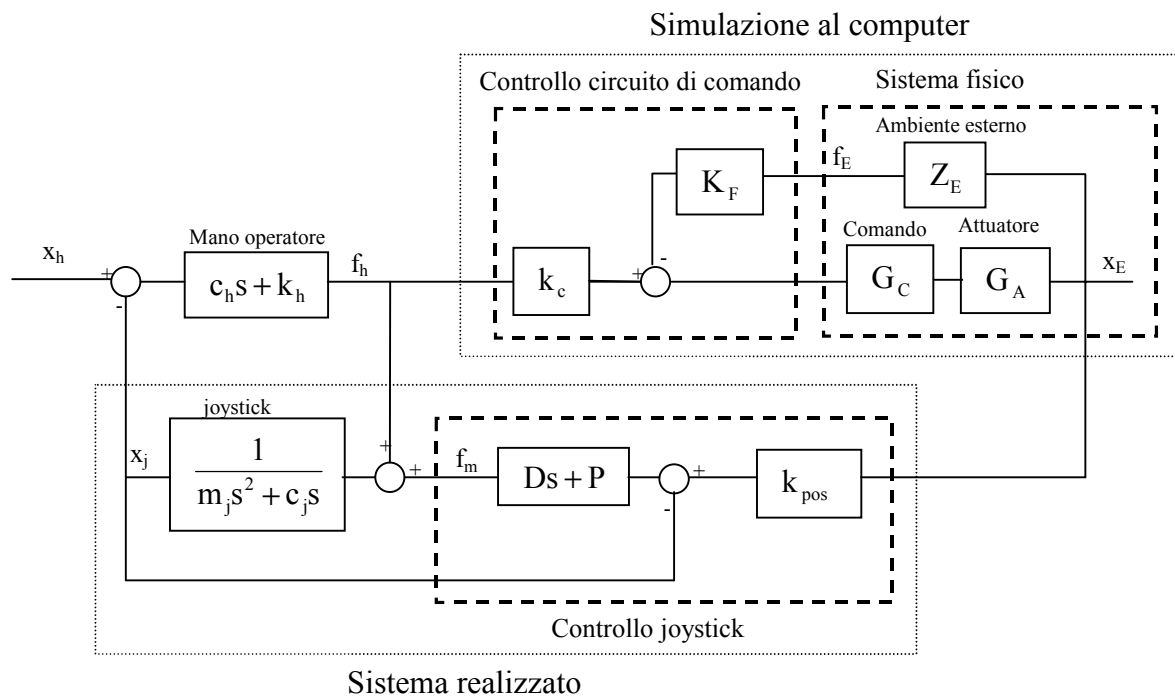 Simulazione al computer
Controllo circuito di comando
Sistema fisico
Ambiente esterno
f_E
Z_E
K_F
Comando
Attuatore
Mano operatore
x_h
+
-
c_h s + k_h
f_h
k_c
+
-
G_C
G_A
x_E
joystick
x_j
1
m_j s^2 + c_j s
+
+
f_m
Ds + P
+
-
k_pos
Controllo joystick
Sistema realizzato